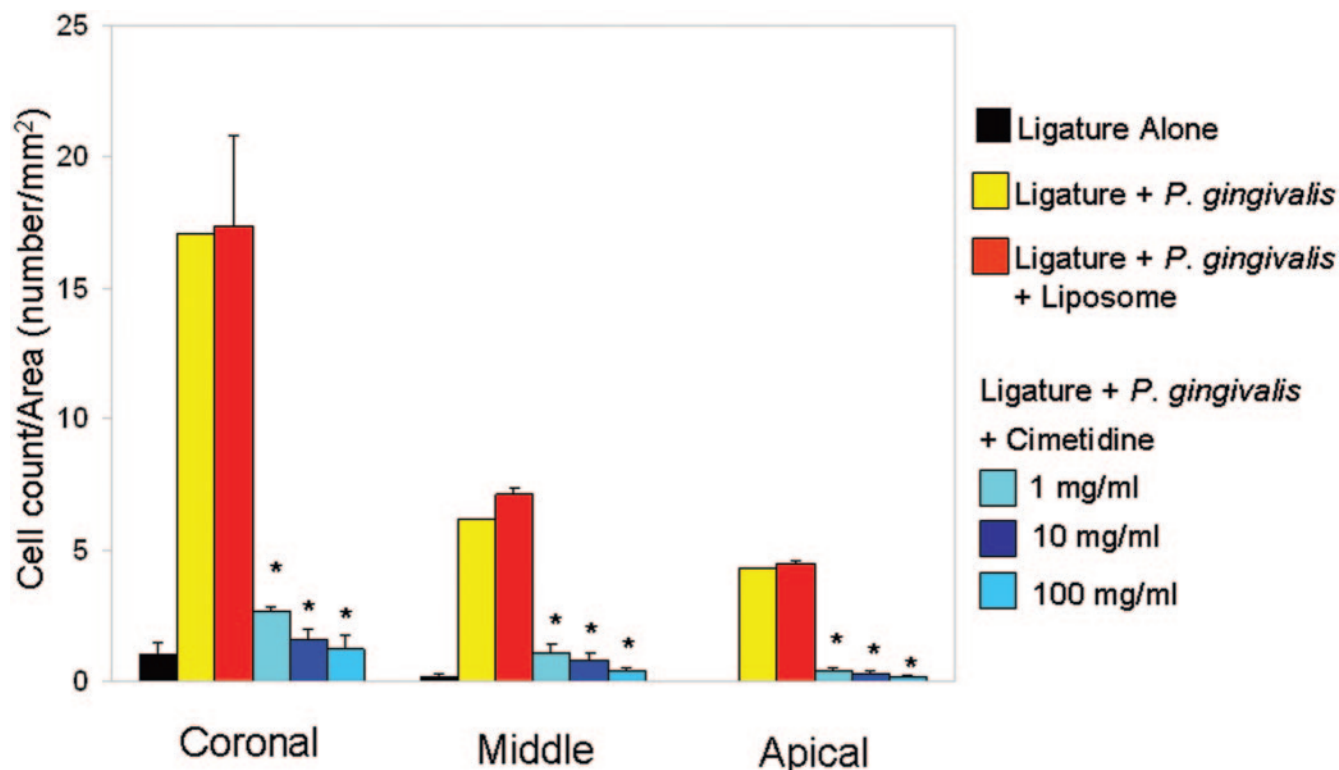 Cell count/Area (number/mm²)
25
20
15
10
5
0
*
*
*
*
*
*
*
*
*
Coronal
Middle
Apical
Ligature Alone
Ligature + P. gingivalis
Ligature + P. gingivalis
+ Liposome
Ligature + P. gingivalis
+ Cimetidine
1 mg/ml
10 mg/ml
100 mg/ml